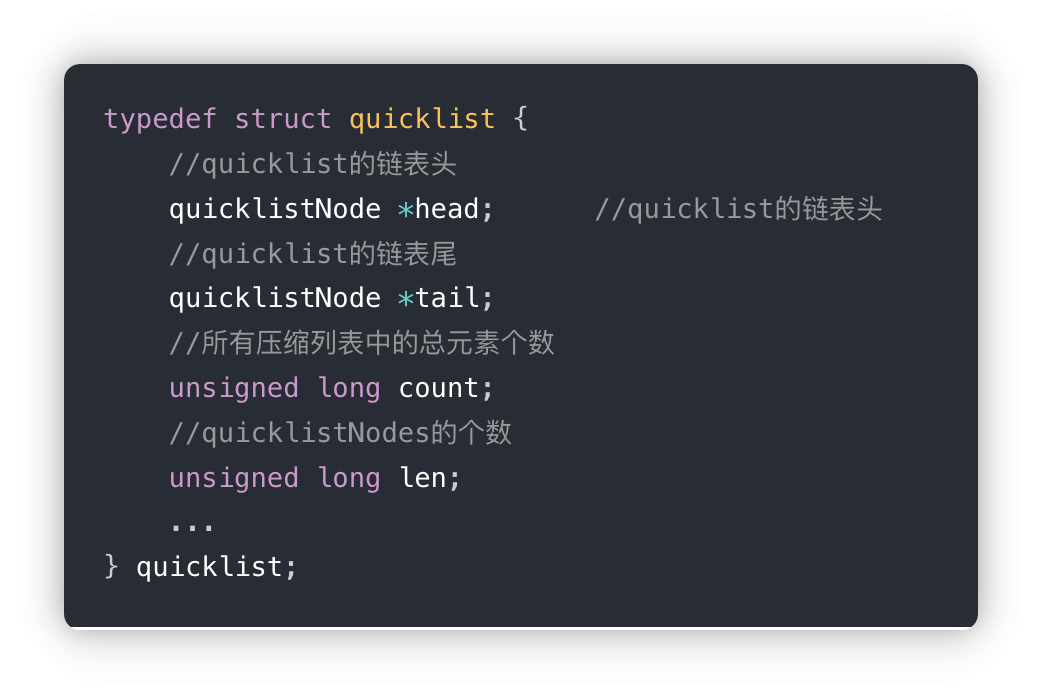 typedef struct quicklist {
    //quicklist的链表头
    quicklistNode *head;      //quicklist的链表头
    //quicklist的链表尾
    quicklistNode *tail;
    //所有压缩列表中的总元素个数
    unsigned long count;
    //quicklistNodes的个数
    unsigned long len;
    ...
} quicklist;